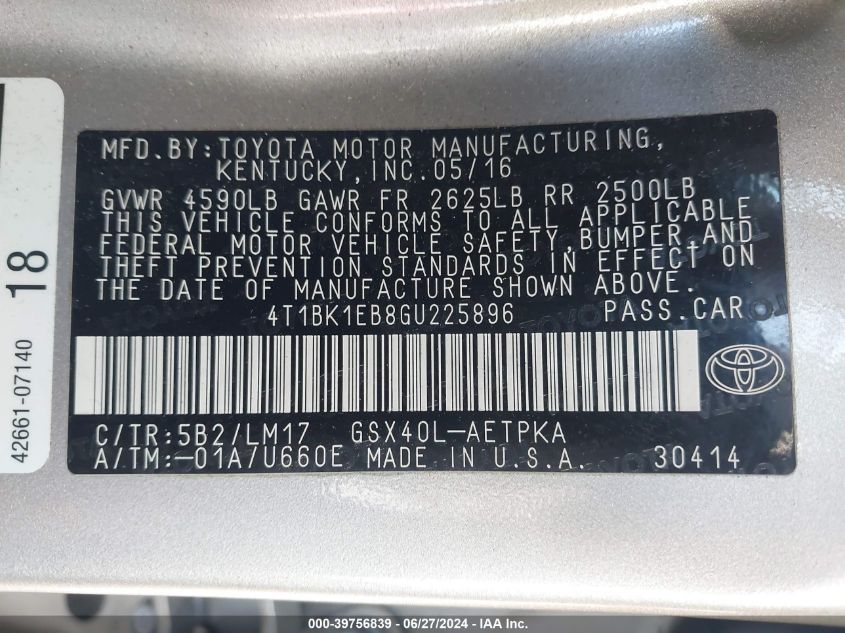 MFD.BY:TOYOTA MOTOR MANUFACTURING,
KENTUCKY, INC.05/16
GVWR 4590LB GAWR FR 2625LB RR 2500LB
THIS VEHICLE CONFORMS TO ALL APPLICABLE
FEDERAL MOTOR VEHICLE SAFETY,BUMPER,AND
THEFT PREVENTION STANDARDS IN EFFECT ON
THE DATE OF MANUFACTURE SHOWN ABOVE.
4T1BK1EB8GU225896 PASS.CAR
C/TR:5B2/LM17 GSX40L-AETPKA
A/TM:-01A/U660E MADE IN U.S.A. 30414
18
42661-07140
000-39756839 - 06/27/2024 - IAA Inc.